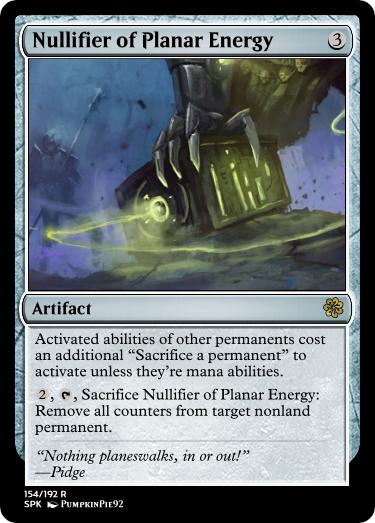 Nullifier of Planar Energy 3
Artifact
Activated abilities of other permanents cost
an additional “Sacrifice a permanent” to
activate unless they’re mana abilities.
2, , Sacrifice Nullifier of Planar Energy:
Remove all counters from target nonland
permanent.
“Nothing planeswalks, in or out!”
—Pidge
154/192 R
SPK PumpkinPie92